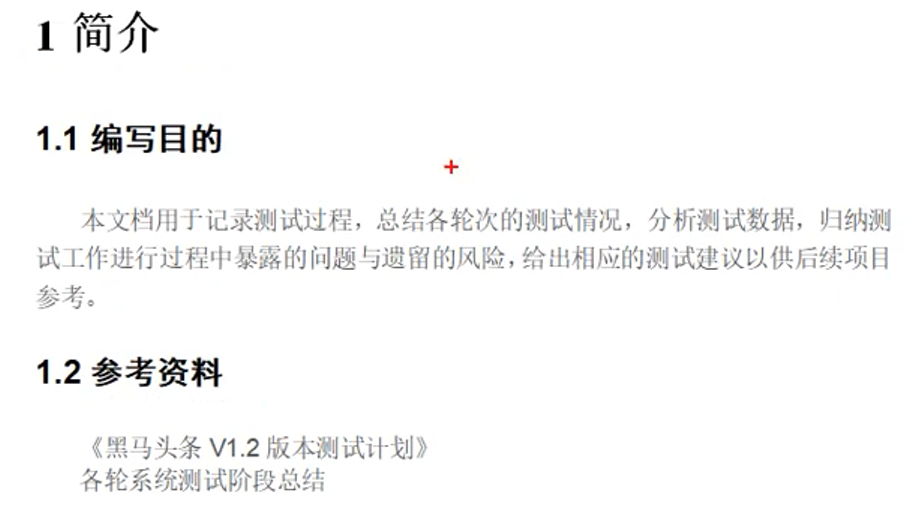 1 简介
1.1 编写目的
本文档用于记录测试过程，总结各轮次的测试情况，分析测试数据，归纳测
试工作进行过程中暴露的问题与遗留的风险，给出相应的测试建议以供后续项目
参考。
1.2 参考资料
《黑马头条 V1.2 版本测试计划》
各轮系统测试阶段总结